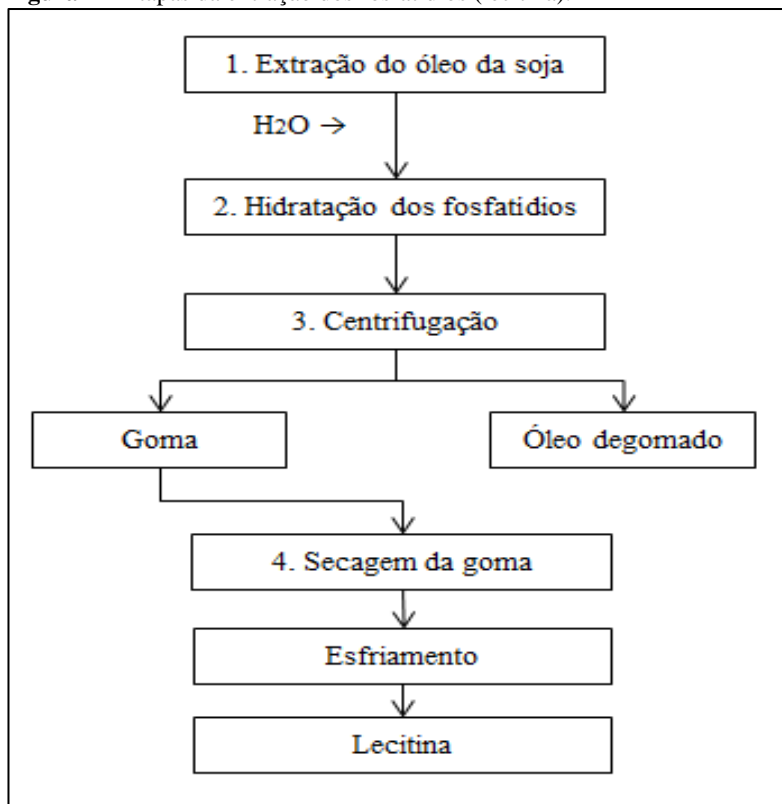 1. Extração do óleo da soja
H2O →
2. Hidratação dos fosfatidios
3. Centrifugação
Goma
Óleo degomado
4. Secagem da goma
Esfriamento
Lecitina